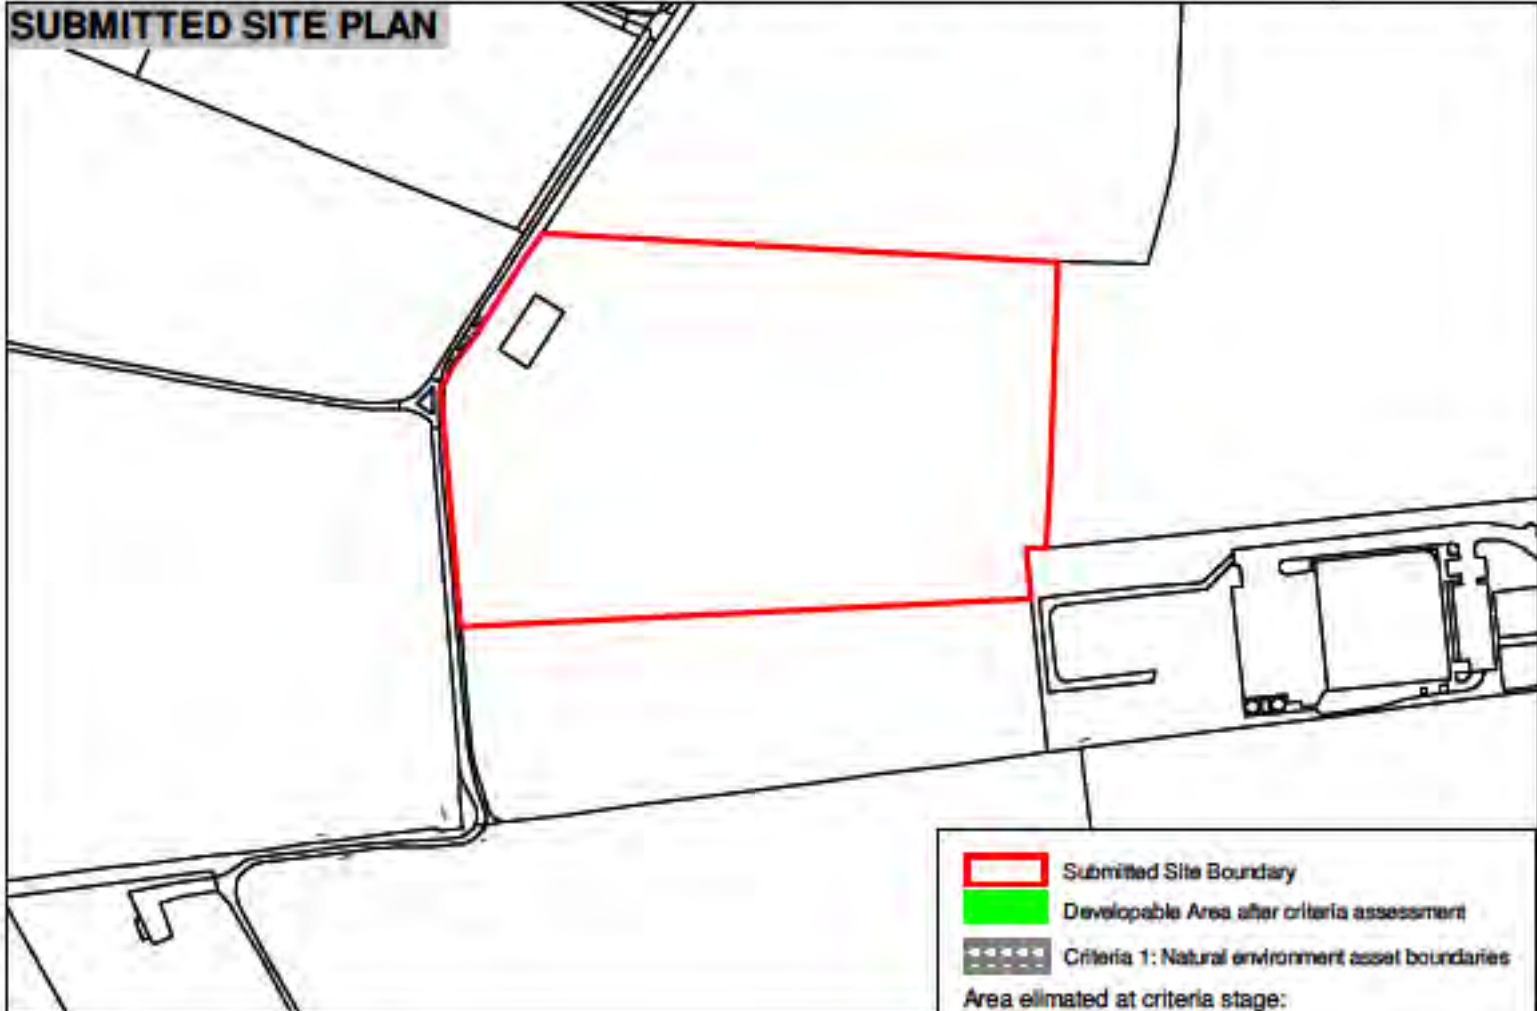 SUBMITTED SITE PLAN
Submitted Site Boundary
Developable Area after criteria assessment
Criteria 1: Natural environment asset boundaries
Area elimated at criteria stage: